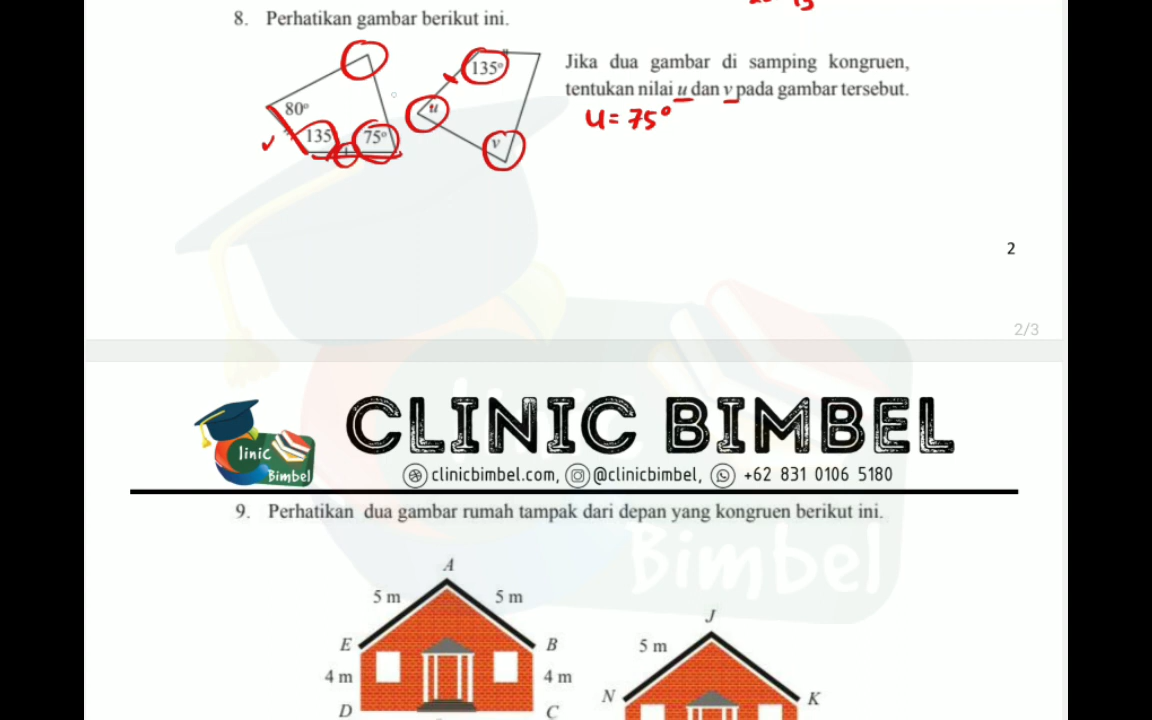 8. Perhatikan gambar berikut ini.
80°
135
75°
135°
u
v
Jika dua gambar di samping kongruen,
tentukan nilai u dan v pada gambar tersebut.
u = 75°
2
2/3
linic
Bimbel
CLINIC BIMBEL
clinicbimbel.com, @clinicbimbel, +62 831 0106 5180
9. Perhatikan dua gambar rumah tampak dari depan yang kongruen berikut ini.
Bimbel
A
5 m 5 m
J
E B 5 m
4 m 4 m
N K
D C